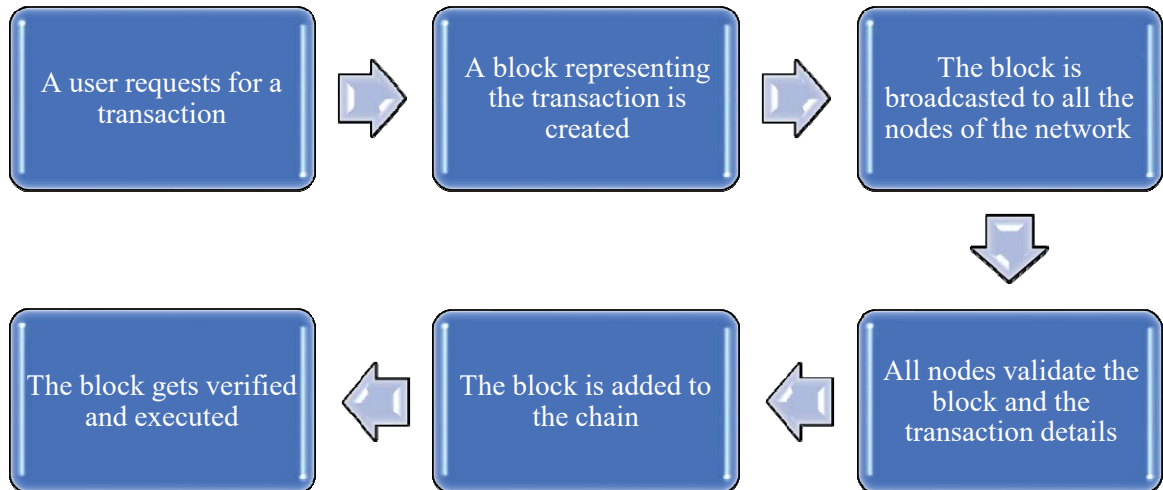 A user requests for a
transaction
A block representing
the transaction is
created
The block is
broadcasted to all the
nodes of the network
All nodes validate the
block and the
transaction details
The block is added to
the chain
The block gets verified
and executed